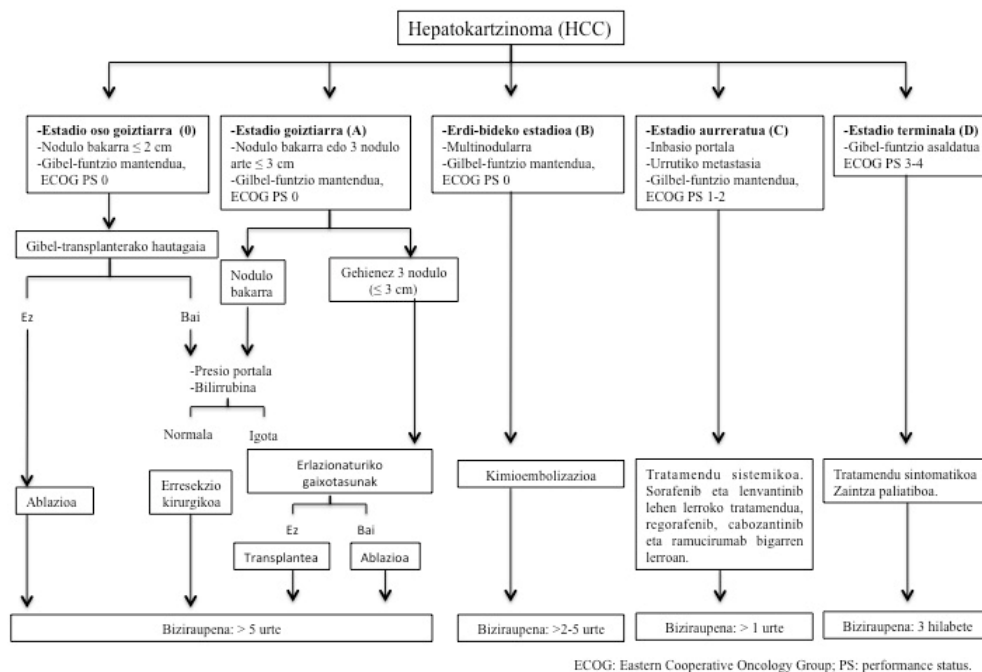 Hepatokartzinoma (HCC)
-Estadio oso goiztiarra (0)
-Nodulo bakarra ≤ 2 cm
-Gibel-funtzio mantendua,
ECOG PS 0
-Estadio goiztiarra (A)
-Nodulo bakarra edo 3 nodulo
arte ≤ 3 cm
-Gilbel-funtzio mantendua,
ECOG PS 0
-Erdi-bideko estadioa (B)
-Multinodularra
-Gilbel-funtzio mantendua,
ECOG PS 0
-Estadio aurreratua (C)
-Inbasio portala
-Urrutiko metastasia
-Gilbel-funtzio mantendua,
ECOG PS 1-2
-Estadio terminala (D)
-Gibel-funtzio asaldatua
ECOG PS 3-4
Gibel-transplanterako hautagaia
Nodulo
bakarra
Gehienez 3 nodulo
(≤ 3 cm)
Ez
Bai
-Presio portala
-Bilirrubina
Normala
Igota
Erlazionaturiko
gaixotasunak
Ablazioa
Erresekzio
kirurgikoa
Ez
Bai
Transplantea
Ablazioa
Kimioembolizazioa
Tratamendu sistemikoa.
Sorafenib eta lenvantinib
lehen lerroko tratamendua,
regorafenib, cabozantinib
eta ramucirumab bigarren
lerroan.
Tratamendu sintomatikoa
Zaintza paliatiboa.
Biziraupena: > 5 urte
Biziraupena: >2-5 urte
Biziraupena: > 1 urte
Biziraupena: 3 hilabete
ECOG: Eastern Cooperative Oncology Group; PS: performance status.